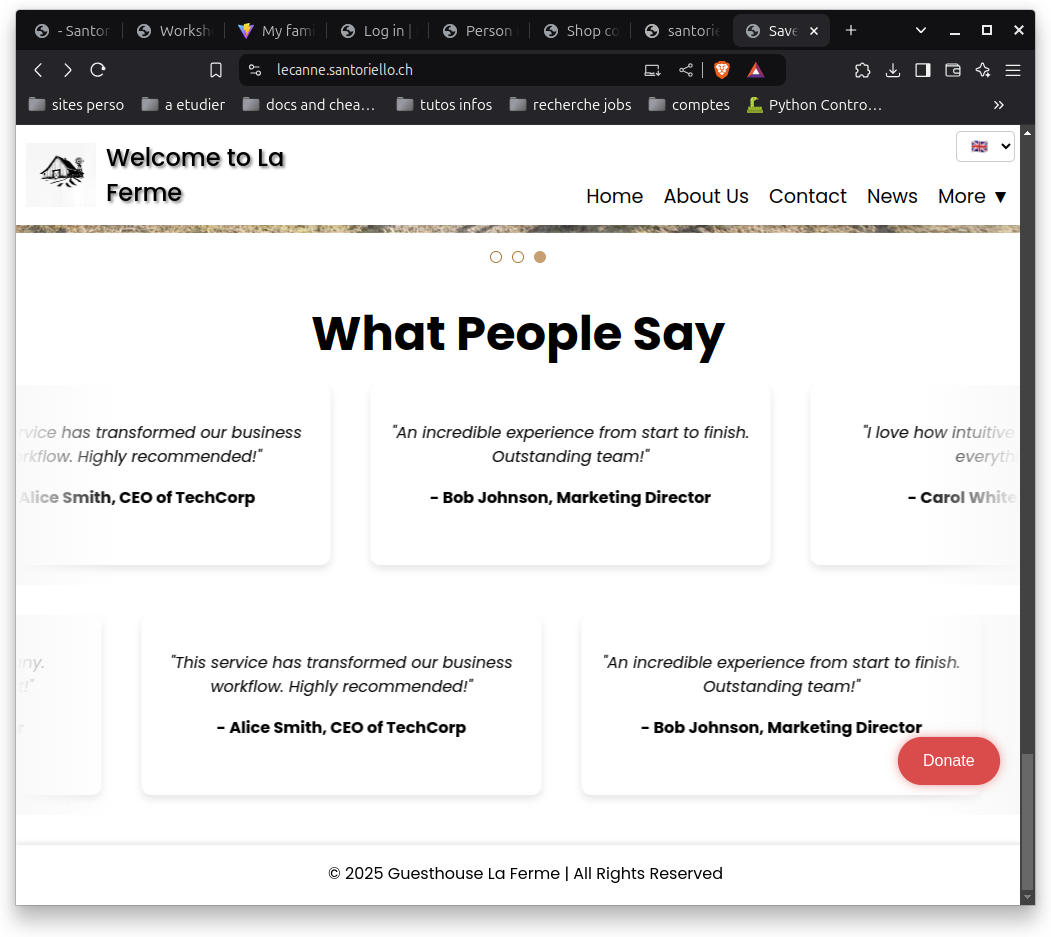 - Santor
Worksh
My fami
Log in |
Person
Shop co
santorie
Save
lecanne.santoriello.ch
sites perso
a etudier
docs and chea…
tutos infos
recherche jobs
comptes
Python Contro…
Welcome to La
Ferme
Home About Us Contact News More ▼
What People Say
rvice has transformed our business
orkflow. Highly recommended!"
Alice Smith, CEO of TechCorp
"An incredible experience from start to finish.
Outstanding team!"
- Bob Johnson, Marketing Director
"I love how intuitive
everyth
- Carol White
ny.
t!"
r
"This service has transformed our business
workflow. Highly recommended!"
- Alice Smith, CEO of TechCorp
"An incredible experience from start to finish.
Outstanding team!"
- Bob Johnson, Marketing Director
Donate
© 2025 Guesthouse La Ferme | All Rights Reserved